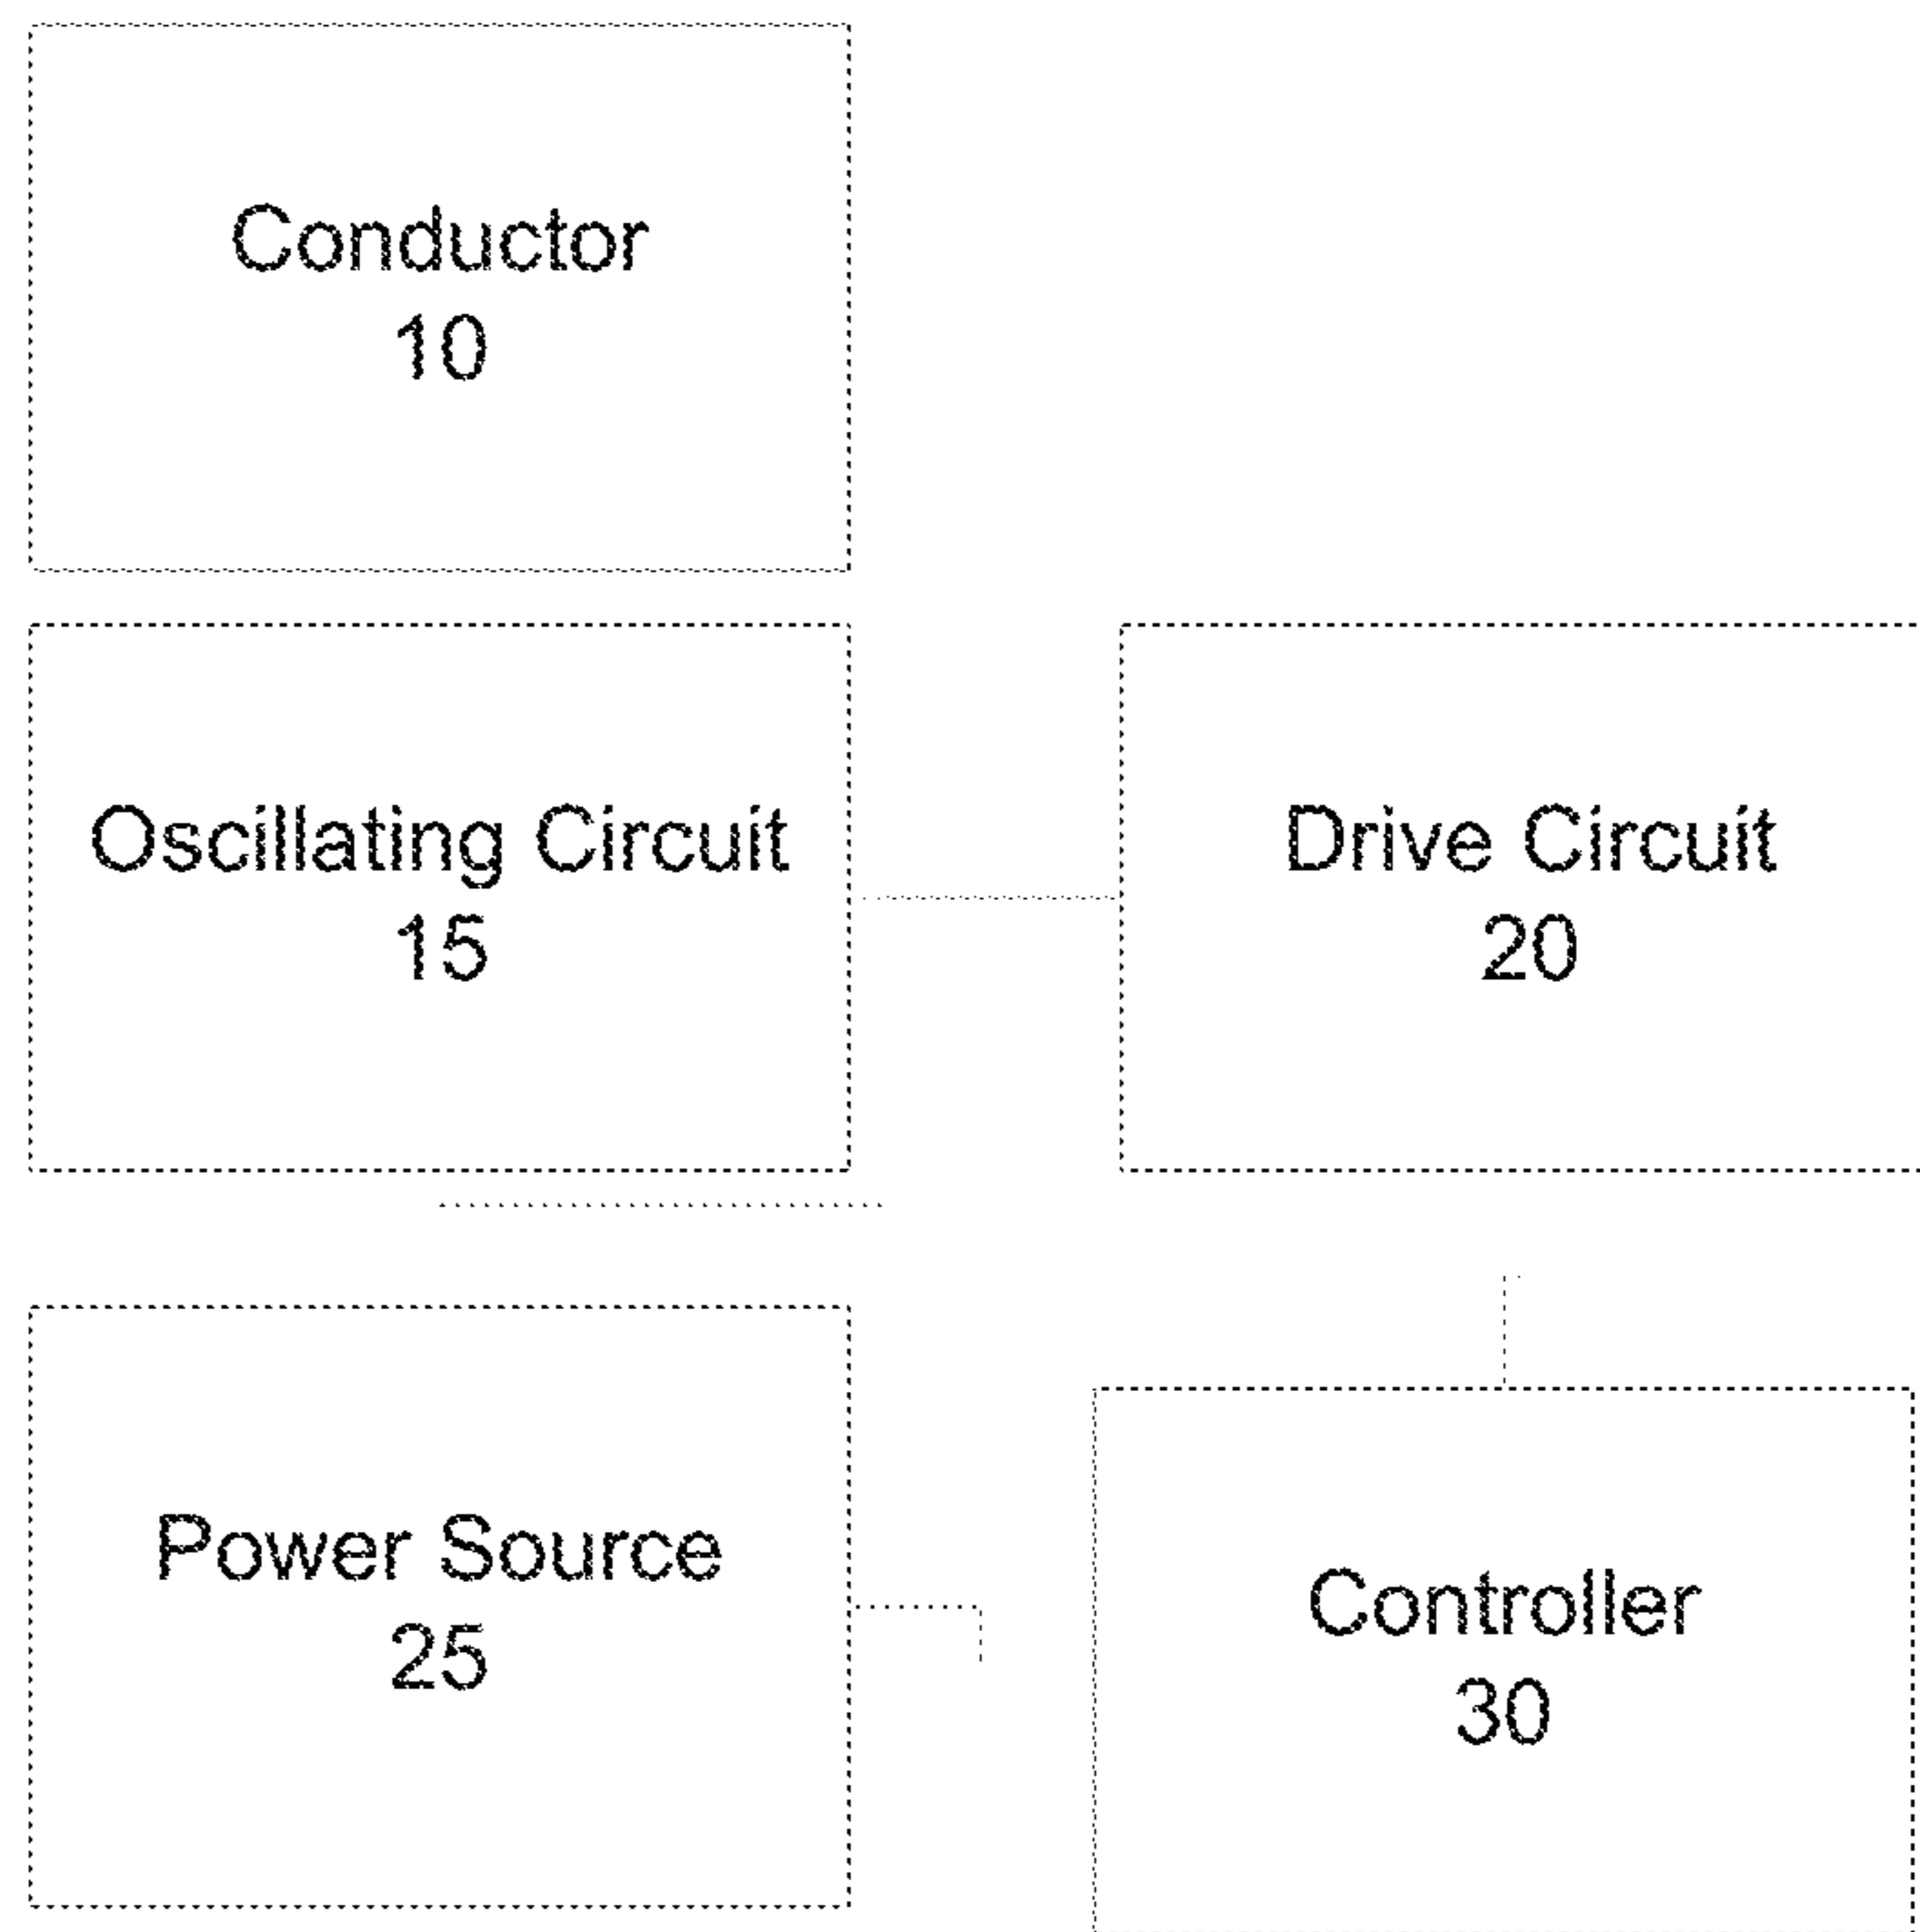 Conductor
10
Oscillating Circuit
15
Drive Circuit
20
Power Source
25
Controller
30